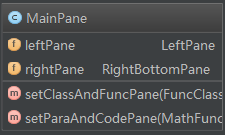 C MainPane
f leftPane LeftPane
f rightPane RightBottomPane
m setClassAndFuncPane(FuncClass
m setParaAndCodePane(MathFunc